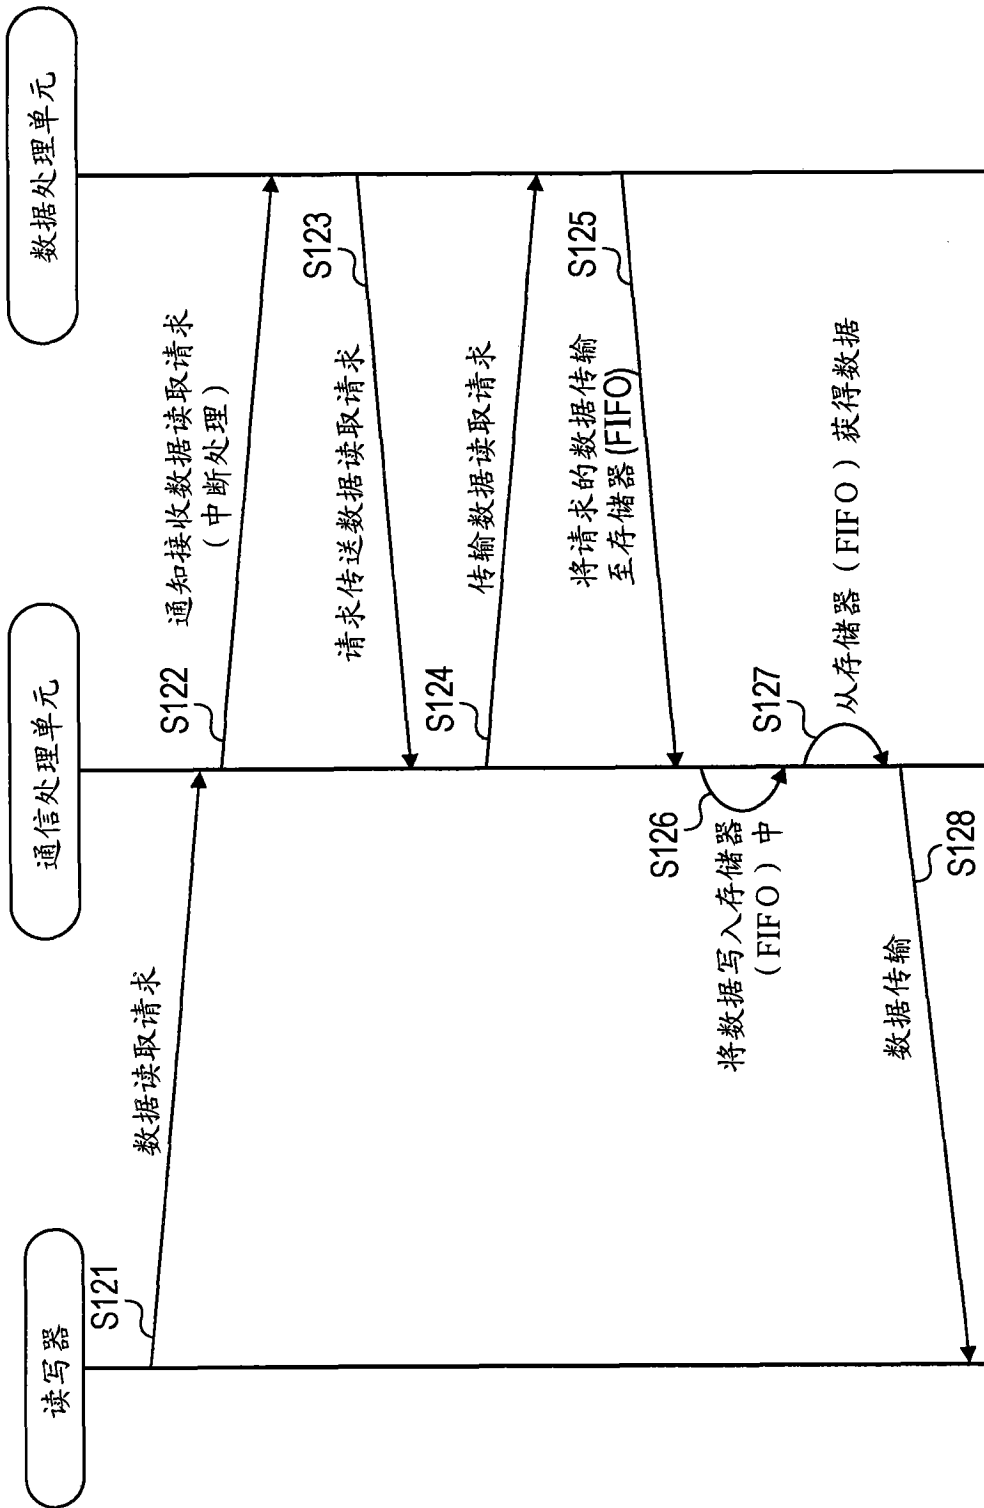 读写器
通信处理单元
数据处理单元
S121
数据读取请求
S122
通知接收数据读取请求
（中断处理）
S123
请求传送数据读取请求
S124
传输数据读取请求
S125
将请求的数据传输
至存储器(FIFO)
S126
将数据写入存储器
（FIFO）中
S127
从存储器（FIFO）获得数据
S128
数据传输